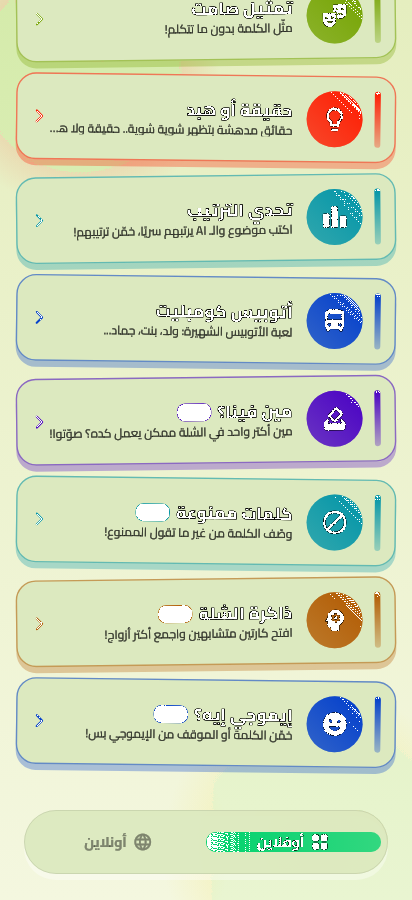 تمثيل صامت
مثّل الكلمة بدون ما تتكلم!
حقيقة أو هبد
حقائق مدهشة بتظهر شوية شوية.. حقيقة ولا هـ...
تحدي الترتيب
اكتب موضوع والـ AI يرتبهم سريًا، خمّن ترتيبهم!
أتوبيس كومبليت
لعبة الأتوبيس الشهيرة: ولد، بنت، جماد...
مين فينا؟
مين أكتر واحد في الشلة ممكن يعمل كده؟ صوّتوا!
كلمات ممنوعة
وصّف الكلمة من غير ما تقول الممنوع!
ذاكرة الشلة
افتح كارتين متشابهين واجمع أكتر أزواج!
إيموجي إيه؟
خمّن الكلمة أو الموقف من الإيموجي بس!
أوفلاين
أونلاين